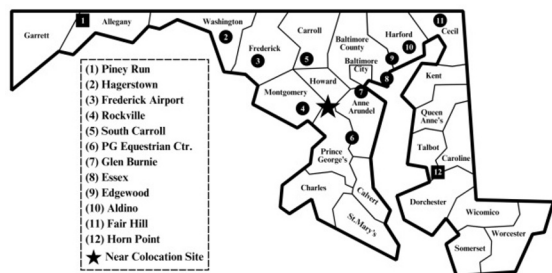 Garrett
1
Allegany
Washington
2
Frederick
3
Carroll
5
Baltimore
County
Harford
10
11
Cecil
9
8
Baltimore
City
Kent
Howard
Montgomery
4
7
Anne
Arundel
Queen
Anne's
Talbot
Caroline
6
Prince
George's
12
Charles
Calvert
St.Mary's
Dorchester
Wicomico
Somerset
Worcester
(1) Piney Run
(2) Hagerstown
(3) Frederick Airport
(4) Rockville
(5) South Carroll
(6) PG Equestrian Ctr.
(7) Glen Burnie
(8) Essex
(9) Edgewood
(10) Aldino
(11) Fair Hill
(12) Horn Point
Near Colocation Site